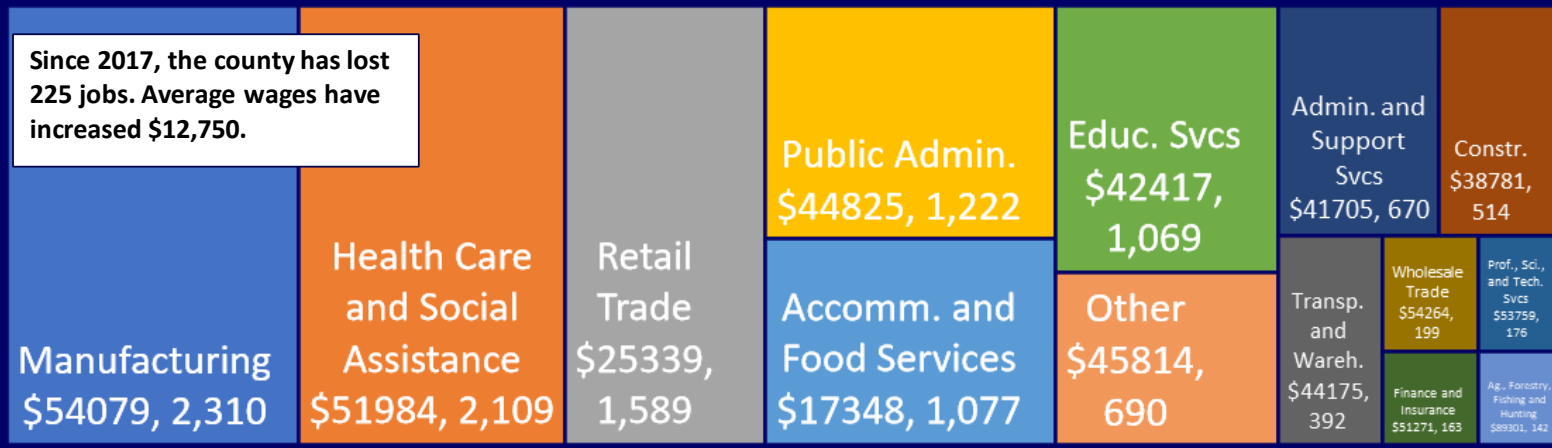 Since 2017, the county has lost
225 jobs. Average wages have
increased $12,750.
Manufacturing
$54079, 2,310
Health Care
and Social
Assistance
$51984, 2,109
Retail
Trade
$25339,
1,589
Public Admin.
$44825, 1,222
Accomm. and
Food Services
$17348, 1,077
Educ. Svcs
$42417,
1,069
Other
$45814,
690
Admin. and
Support
Svcs
$41705, 670
Constr.
$38781,
514
Transp.
and
Wareh.
$44175,
392
Wholesale
Trade
$54264,
199
Prof., Sci.,
and Tech.
Svcs
$53759,
176
Finance and
Insurance
$51271, 163
Ag., Forestry,
Fishing and
Hunting
$89301, 142